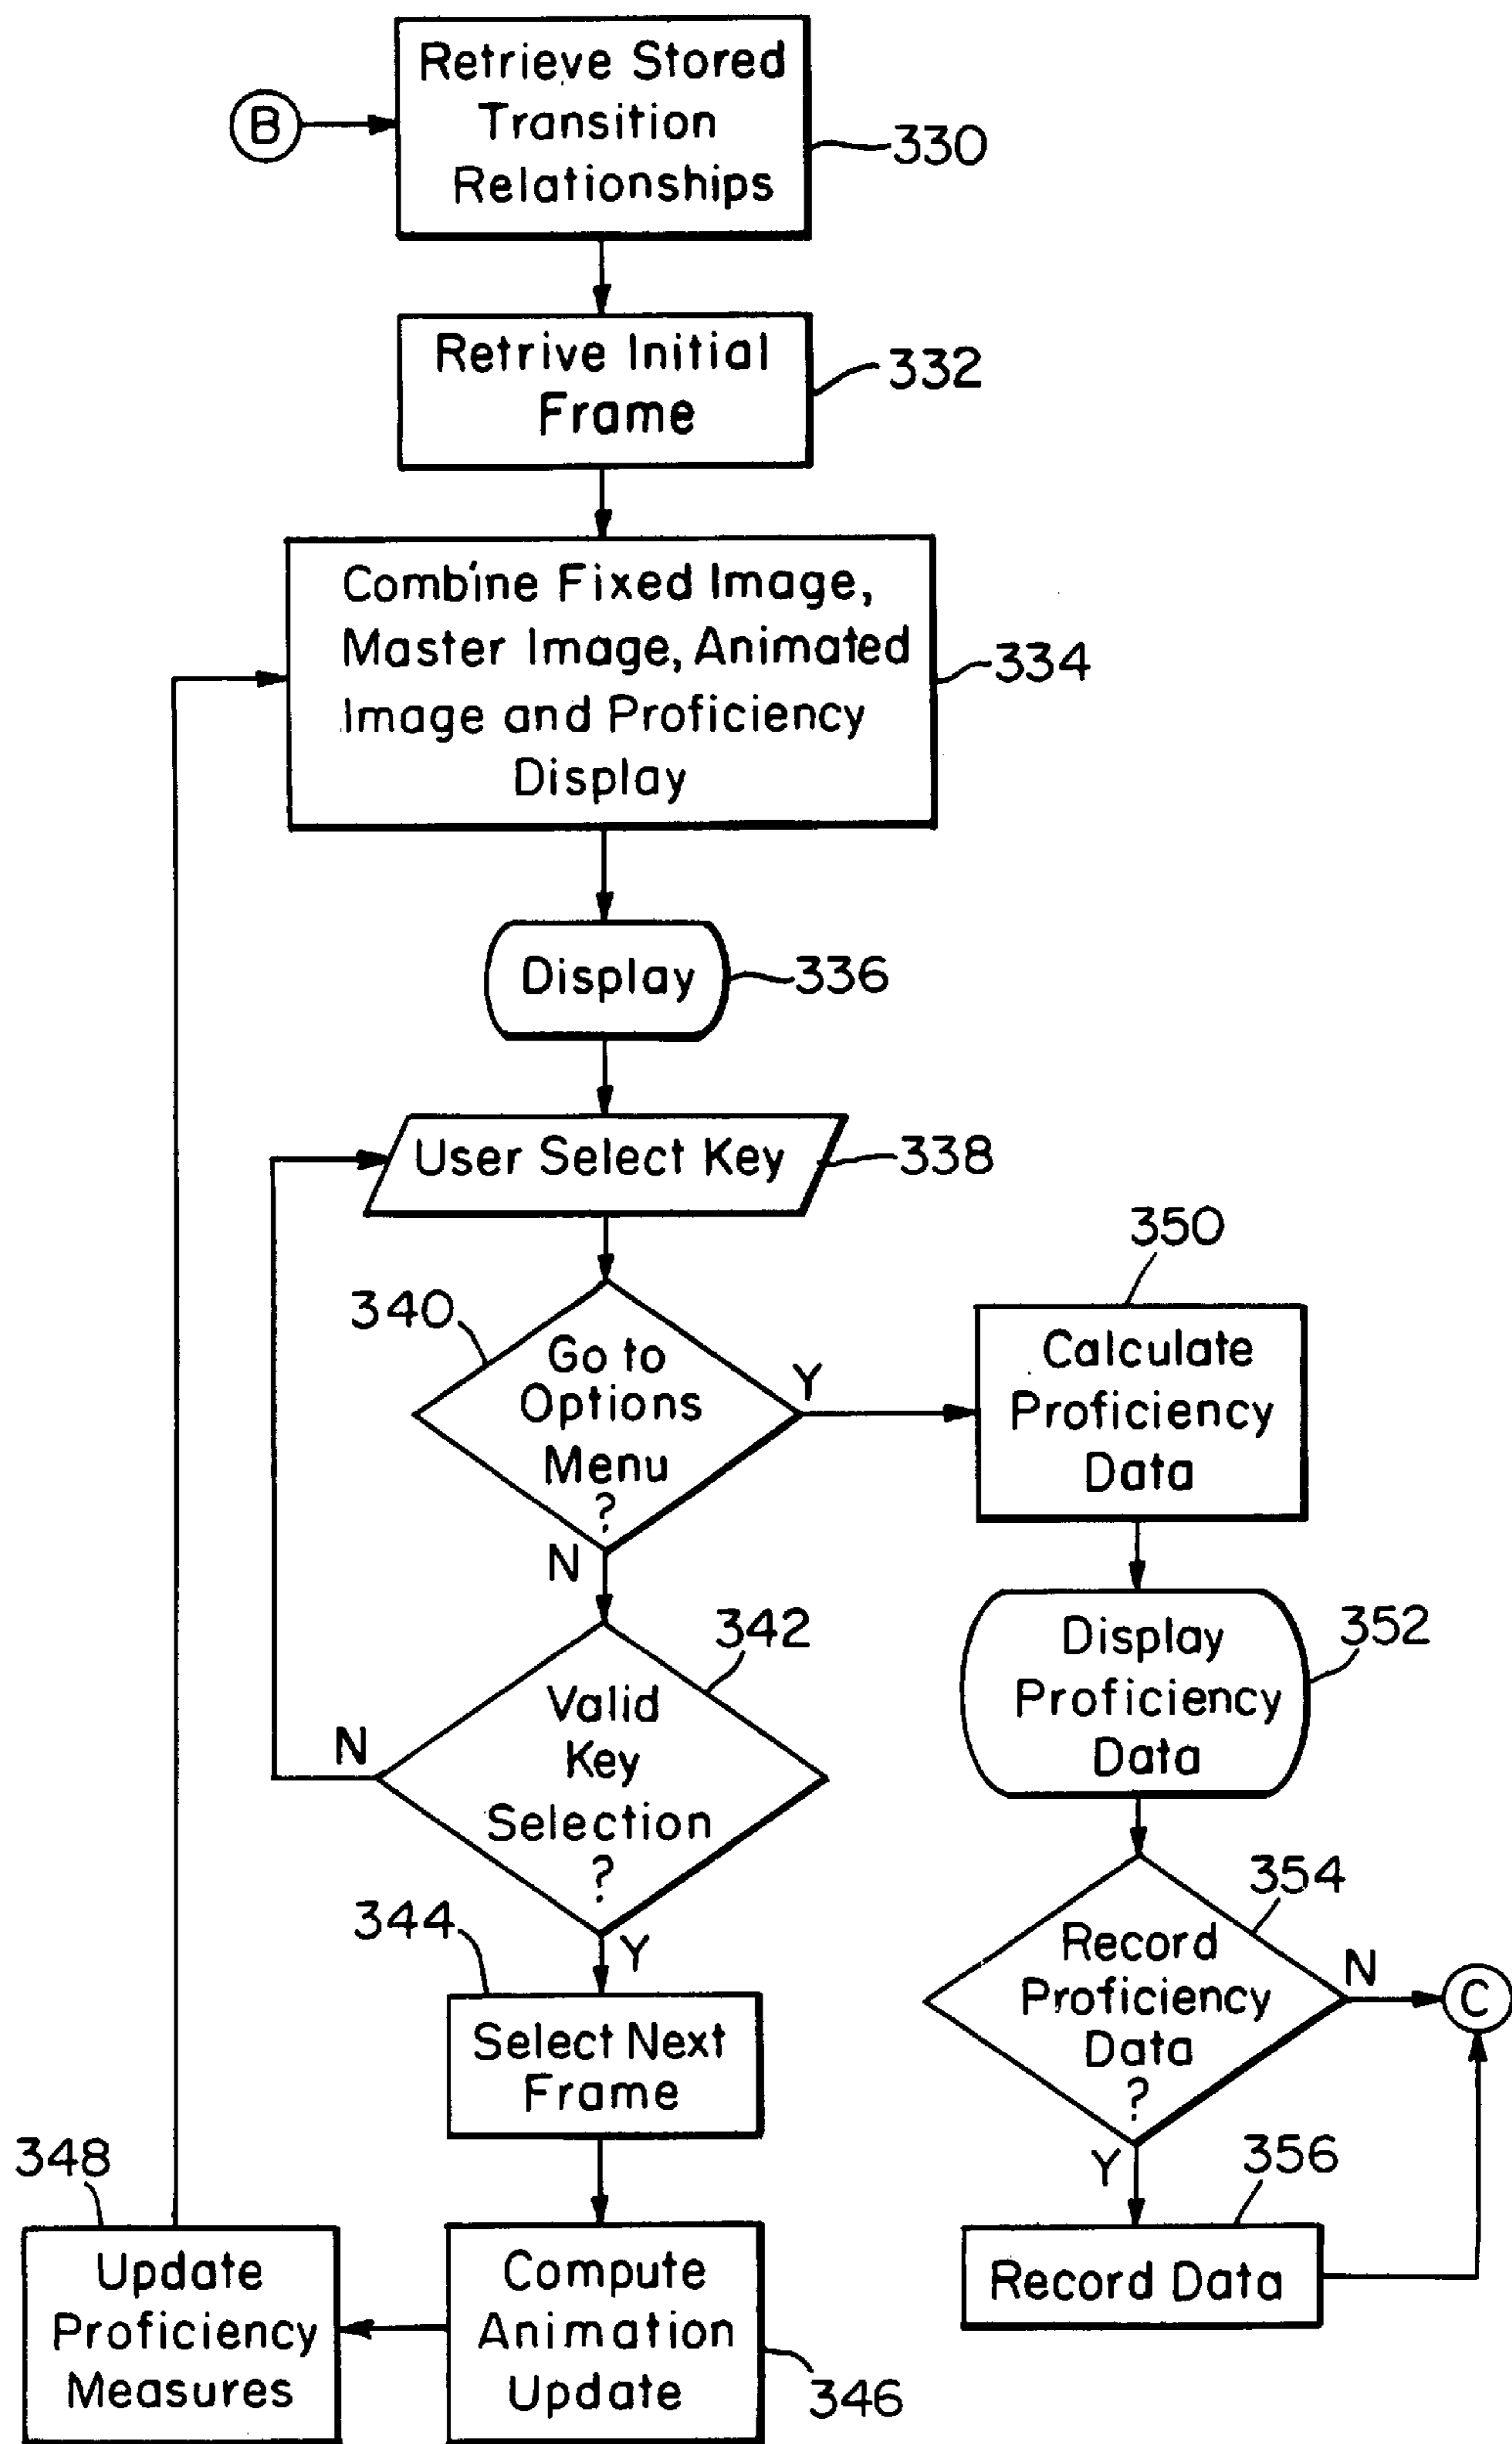 B
Retrieve Stored
Transition
Relationships
330
Retrive Initial
Frame
332
Combine Fixed Image,
Master Image, Animated
Image and Proficiency
Display
334
Display
336
User Select Key
338
340
Go to
Options
Menu
?
Y
N
350
Calculate
Proficiency
Data
342
Valid
Key
Selection
?
N
Y
Display
Proficiency
Data
352
354
Record
Proficiency
Data
?
N
C
Y
344
Select Next
Frame
356
Record Data
348
Update
Proficiency
Measures
Compute
Animation
Update
346